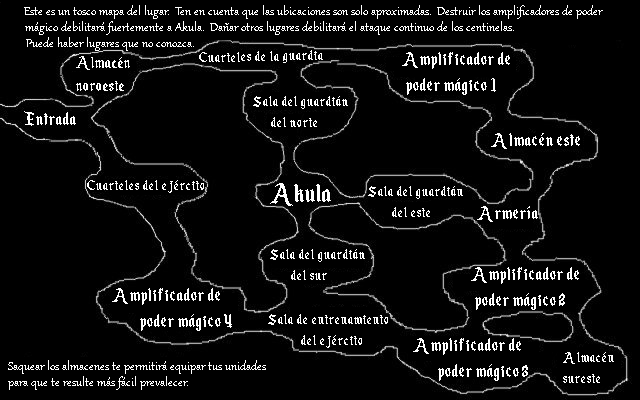 Este es un tosco mapa del lugar. Ten en cuenta que las ubicaciones son solo aproximadas. Destruir los amplificadores de poder
mágico debilitará fuertemente a Akula. Dañar otros lugares debilitará el ataque continuo de los centinelas.
Puede haber lugares que no conozca.
Almacén
noroeste
Cuarteles de la guardia
Amplificador de
poder mágico 1
Sala del guardián
del norte
Entrada
Almacén este
Cuarteles del ejército
Akula
Sala del guardián
del este
Armería
Sala del guardián
del sur
Amplificador de
poder mágico 2
Amplificador de
poder mágico 4
Sala de entrenamiento
del ejército
Amplificador de
poder mágico 3
Almacén
sureste
Saquear los almacenes te permitirá equipar tus unidades
para que te resulte más fácil prevalecer.